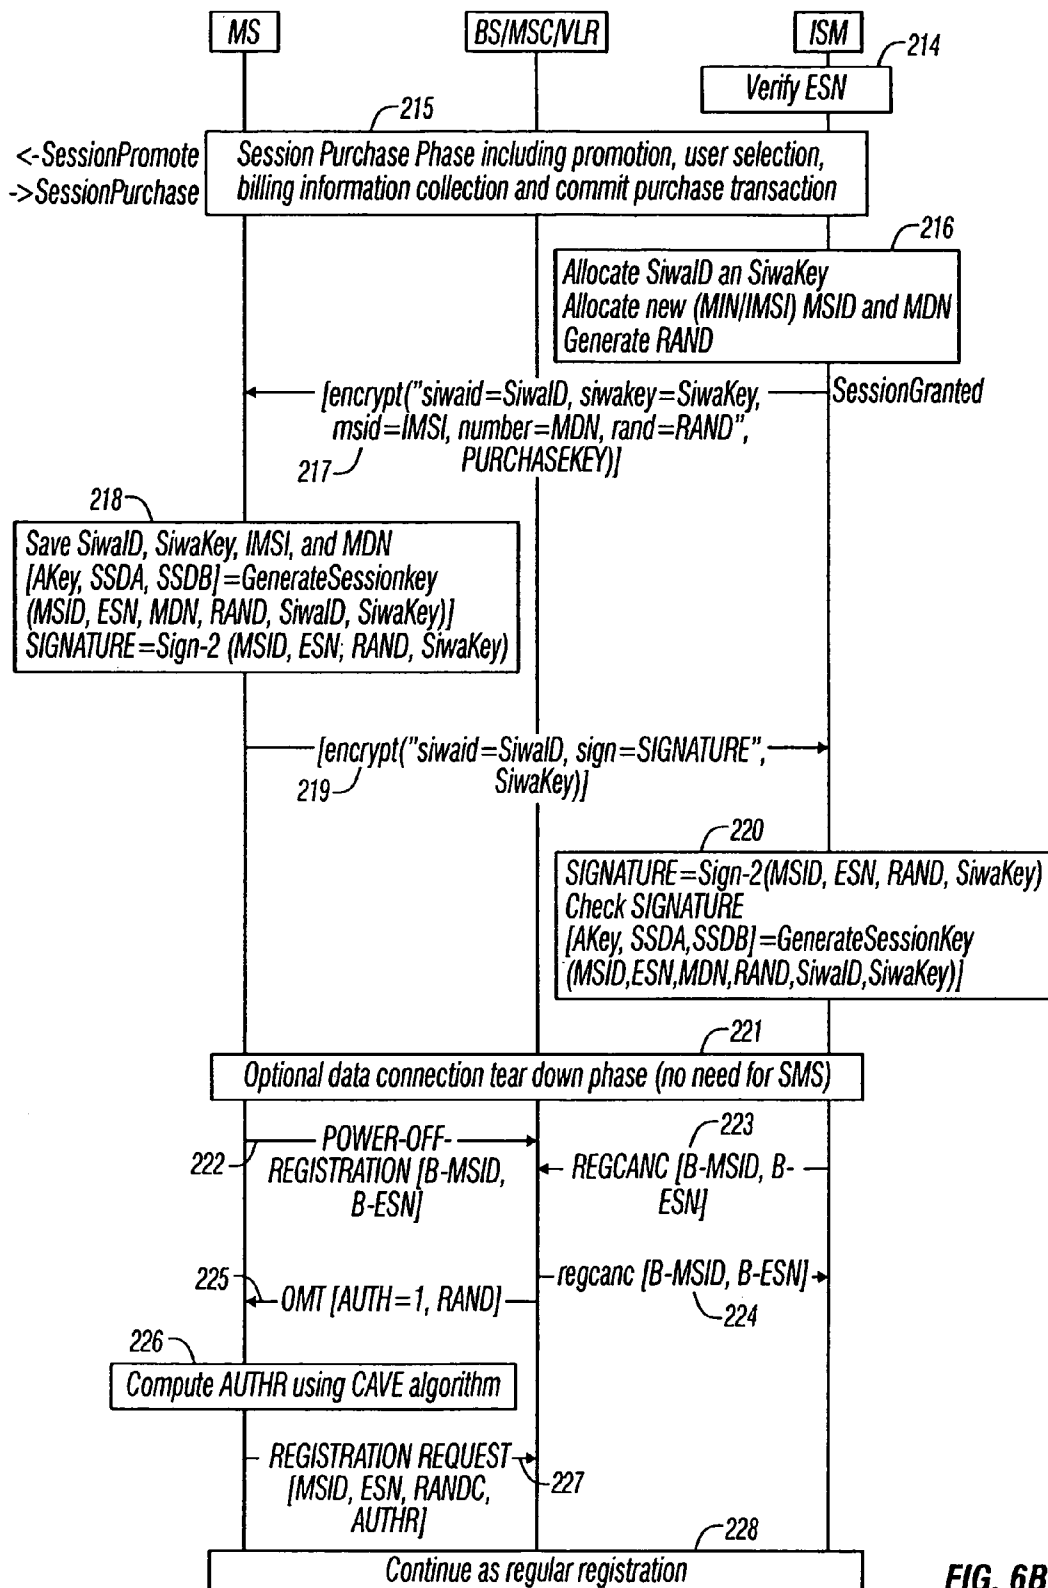 MS
BS/MSC/VLR
ISM
214
Verify ESN
215
<-SessionPromote
->SessionPurchase
Session Purchase Phase including promotion, user selection,
billing information collection and commit purchase transaction
216
Allocate SiwaID an SiwaKey
Allocate new (MIN/IMSI) MSID and MDN
Generate RAND
[encrypt("siwaid=SiwaID, siwakey=SiwaKey,
msid=IMSI, number=MDN, rand=RAND",
PURCHASEKEY)]
SessionGranted
217
218
Save SiwaID, SiwaKey, IMSI, and MDN
[AKey, SSDA, SSDB]=GenerateSessionkey
(MSID, ESN, MDN, RAND, SiwaID, SiwaKey)]
SIGNATURE=Sign-2 (MSID, ESN; RAND, SiwaKey)
[encrypt("siwaid=SiwaID, sign=SIGNATURE",
SiwaKey)]
219
220
SIGNATURE=Sign-2(MSID, ESN, RAND, SiwaKey)
Check SIGNATURE
[AKey, SSDA,SSDB]=GenerateSessionKey
(MSID,ESN,MDN,RAND,SiwaID,SiwaKey)]
221
Optional data connection tear down phase (no need for SMS)
222
POWER-OFF-
REGISTRATION [B-MSID,
B-ESN]
223
REGCANC [B-MSID, B-
ESN]
regcanc [B-MSID, B-ESN]
224
225
OMT [AUTH=1, RAND]
226
Compute AUTHR using CAVE algorithm
REGISTRATION REQUEST
[MSID, ESN, RANDC,
AUTHR]
227
228
Continue as regular registration
FIG. 6B